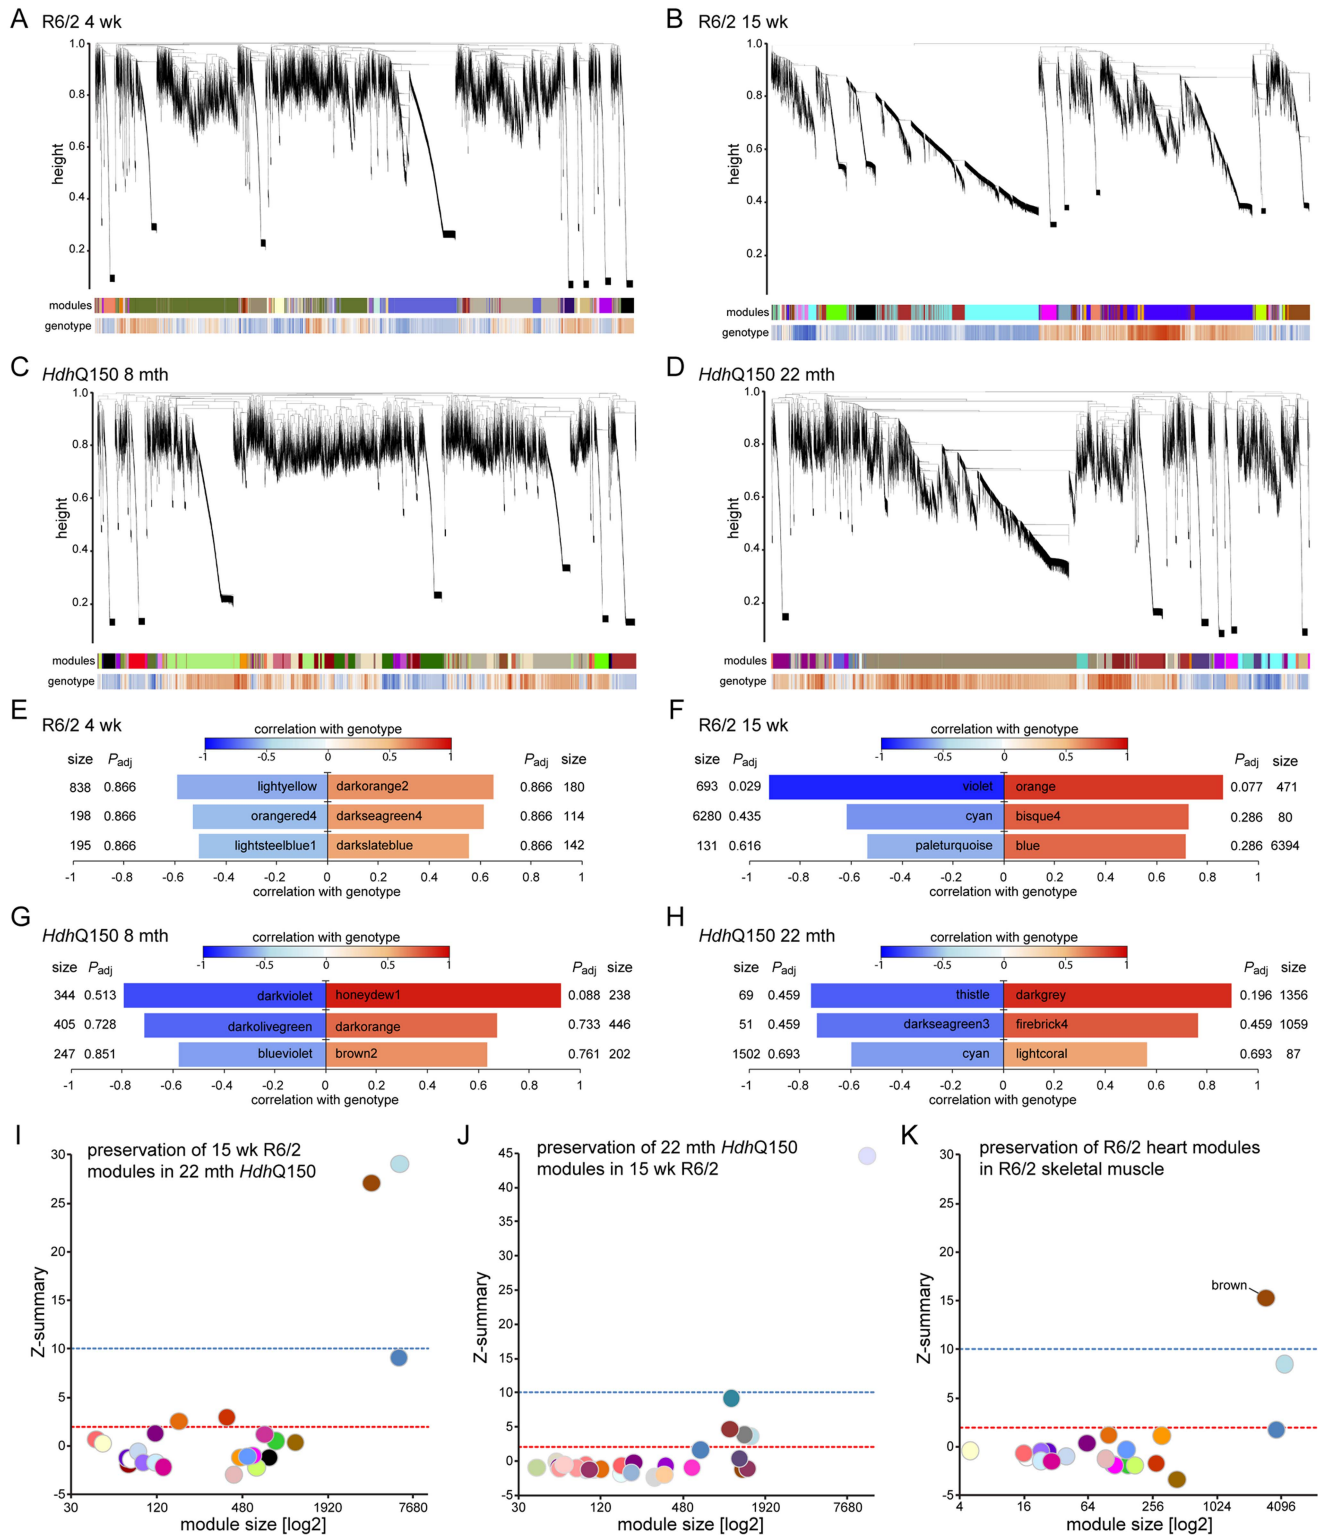 A R6/2 4 wk
1.0
0.8
0.6
0.4
0.2
height
modules
genotype
B R6/2 15 wk
1.0
0.8
0.6
0.4
0.2
height
modules
genotype
C HdhQ150 8 mth
1.0
0.8
0.6
0.4
0.2
height
modules
genotype
D HdhQ150 22 mth
1.0
0.8
0.6
0.4
0.2
height
modules
genotype
E R6/2 4 wk
correlation with genotype
-1 -0.5 0 0.5 1
size Padj Padj size
838 0.866 lightyellow darkorange2 0.866 180
198 0.866 orangered4 darkseagreen4 0.866 114
195 0.866 lightsteelblue1 darkslateblue 0.866 142
-1 -0.8 -0.6 -0.4 -0.2 0 0.2 0.4 0.6 0.8 1
correlation with genotype
F R6/2 15 wk
correlation with genotype
-1 -0.5 0 0.5 1
size Padj Padj size
693 0.029 violet orange 0.077 471
6280 0.435 cyan bisque4 0.286 80
131 0.616 paleturquoise blue 0.286 6394
-1 -0.8 -0.6 -0.4 -0.2 0 0.2 0.4 0.6 0.8 1
correlation with genotype
G HdhQ150 8 mth
correlation with genotype
-1 -0.5 0 0.5 1
size Padj Padj size
344 0.513 darkviolet honeydew1 0.088 238
405 0.728 darkolivegreen darkorange 0.733 446
247 0.851 blueviolet brown2 0.761 202
-1 -0.8 -0.6 -0.4 -0.2 0 0.2 0.4 0.6 0.8 1
correlation with genotype
H HdhQ150 22 mth
correlation with genotype
-1 -0.5 0 0.5 1
size Padj Padj size
69 0.459 thistle darkgrey 0.196 1356
51 0.459 darkseagreen3 firebrick4 0.459 1059
1502 0.693 cyan lightcoral 0.693 87
-1 -0.8 -0.6 -0.4 -0.2 0 0.2 0.4 0.6 0.8 1
correlation with genotype
I preservation of 15 wk R6/2
modules in 22 mth HdhQ150
30
25
20
15
10
5
0
-5
Z-summary
30 120 480 1920 7680
module size [log2]
J preservation of 22 mth HdhQ150
modules in 15 wk R6/2
45
40
35
30
25
20
15
10
5
0
-5
Z-summary
30 120 480 1920 7680
module size [log2]
K preservation of R6/2 heart modules
in R6/2 skeletal muscle
30
25
20
15
10
5
0
-5
Z-summary
brown
4 16 64 256 1024 4096
module size [log2]